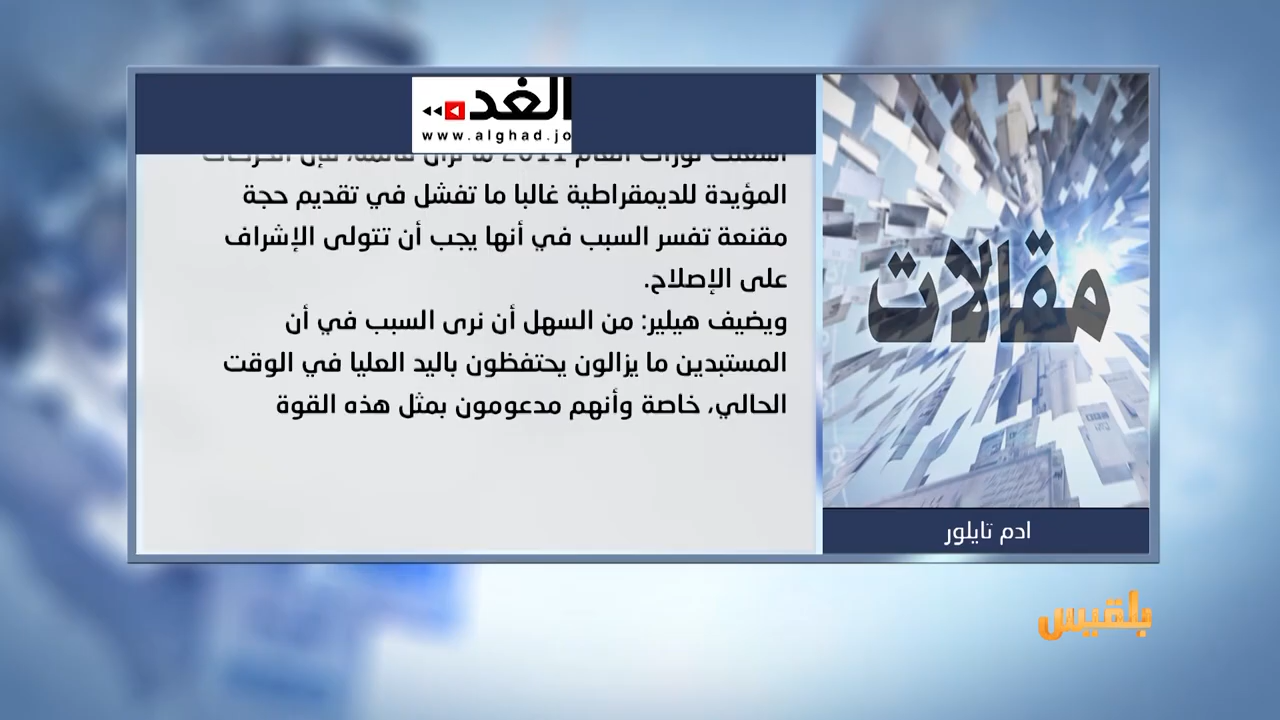 الغد
www.alghad.jo
المؤيدة للديمقراطية غالبا ما تفشل في تقديم حجة
مقنعة تفسر السبب في أنها يجب أن تتولى الإشراف
على الإصلاح.
ويضيف هيلير: من السهل أن نرى السبب في أن
المستبدين ما يزالون يحتفظون باليد العليا في الوقت
الحالي، خاصة وأنهم مدعومون بمثل هذه القوة
مقالات
ادم تايلور
بلقيس